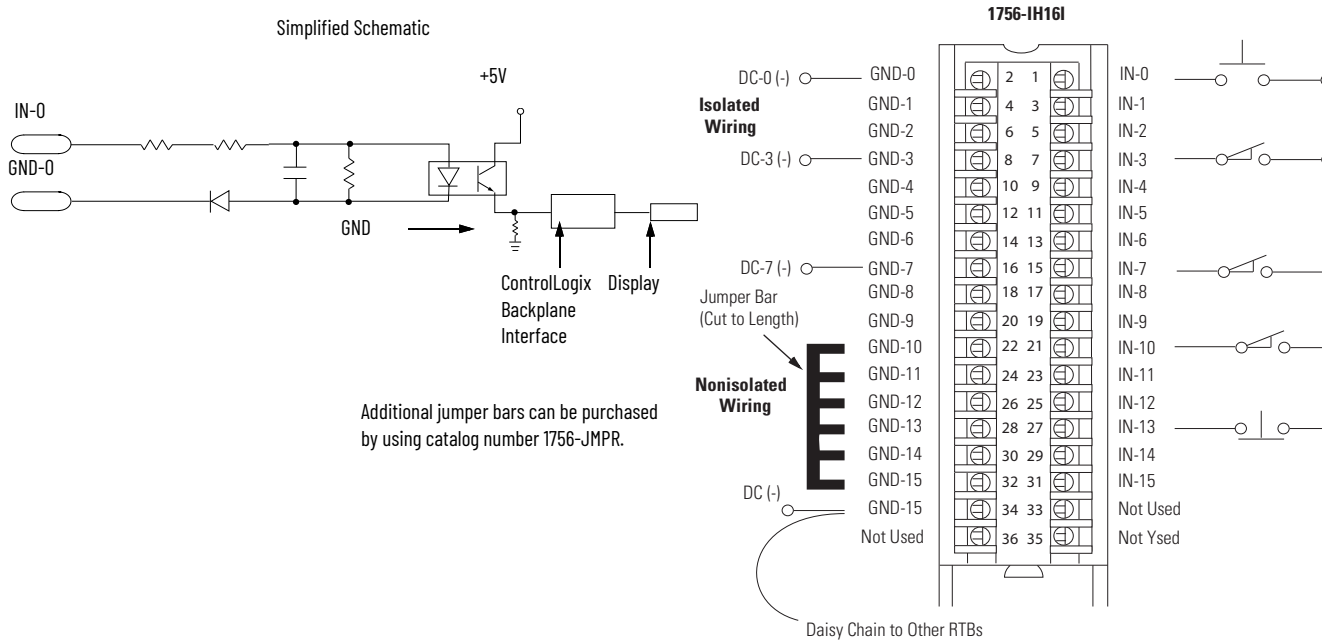 Simplified Schematic
+5V
IN-0
GND-0
GND
ControlLogix
Backplane
Interface
Display
Additional jumper bars can be purchased
by using catalog number 1756-JMPR.
1756-IH16I
DC-0 (-) GND-0 2 1 IN-0
Isolated
Wiring
GND-1 4 3 IN-1
GND-2 6 5 IN-2
DC-3 (-) GND-3 8 7 IN-3
GND-4 10 9 IN-4
GND-5 12 11 IN-5
GND-6 14 13 IN-6
DC-7 (-) GND-7 16 15 IN-7
Jumper Bar
(Cut to Length)
GND-8 18 17 IN-8
GND-9 20 19 IN-9
GND-10 22 21 IN-10
Nonisolated
Wiring
GND-11 24 23 IN-11
GND-12 26 25 IN-12
GND-13 28 27 IN-13
GND-14 30 29 IN-14
GND-15 32 31 IN-15
DC (-) GND-15 34 33 Not Used
Not Used 36 35 Not Ysed
Daisy Chain to Other RTBs